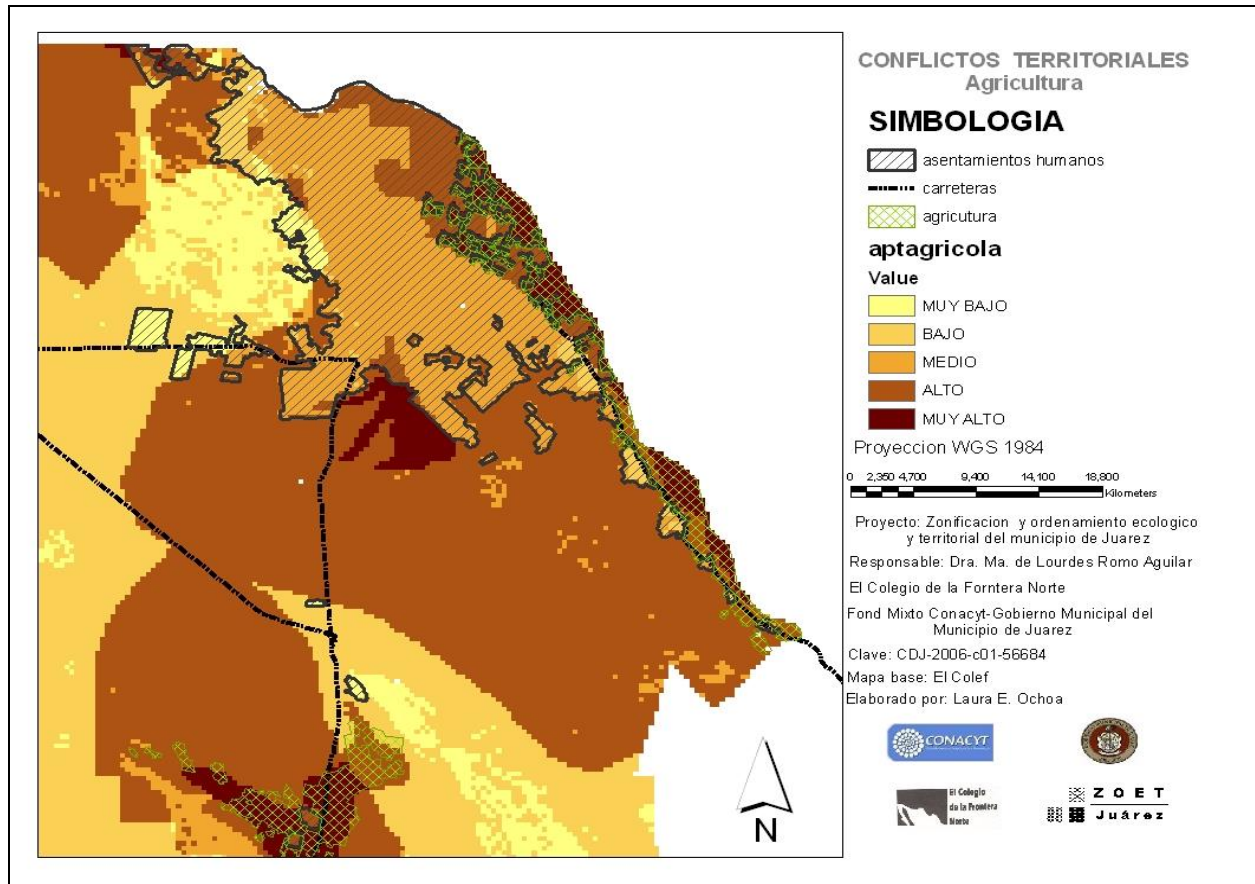 CONFLICTOS TERRITORIALES
Agricultura
SIMBOLOGIA
asentamientos humanos
carreteras
agricutura
aptagricola
Value
MUY BAJO
BAJO
MEDIO
ALTO
MUY ALTO
Proyeccion WGS 1984
0 2,350 4,700 9,400 14,100 18,800
Kilometers
Proyecto: Zonificacion y ordenamiento ecologico
y territorial del municipio de Juarez
Responsable: Dra. Ma. de Lourdes Romo Aguilar
El Colegio de la Forntera Norte
Fond Mixto Conacyt-Gobierno Municipal del
Municipio de Juarez
Clave: CDJ-2006-c01-56684
Mapa base: El Colef
Elaborado por: Laura E. Ochoa
CONACYT
El Colegio
de la Frontera
Norte
ZOET
Juárez
N